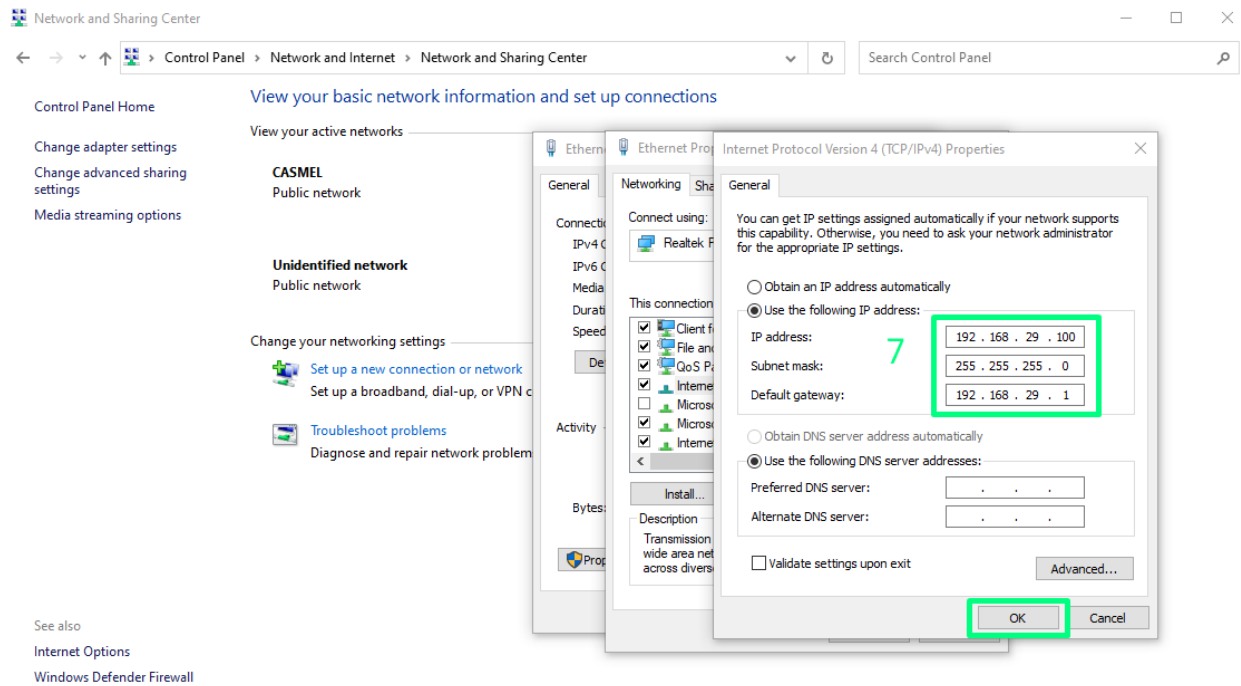 Network and Sharing Center
Control Panel > Network and Internet > Network and Sharing Center
Search Control Panel
Control Panel Home
Change adapter settings
Change advanced sharing
settings
Media streaming options
See also
Internet Options
Windows Defender Firewall
View your basic network information and set up connections
View your active networks
CASMEL
Public network
Unidentified network
Public network
Change your networking settings
Set up a new connection or network
Set up a broadband, dial-up, or VPN c
Troubleshoot problems
Diagnose and repair network problem
Ethern
General
Connecti
IPv4 C
IPv6 C
Media
Durati
Speed
De
Activity
Bytes:
Prop
Ethernet Prop
Networking
Sha
Connect using:
Realtek P
This connection
Client f
File and
QoS Pa
Interne
Micros
Micros
Interne
Install...
Description
Transmission
wide area net
across divers
Internet Protocol Version 4 (TCP/IPv4) Properties
General
You can get IP settings assigned automatically if your network supports
this capability. Otherwise, you need to ask your network administrator
for the appropriate IP settings.
Obtain an IP address automatically
Use the following IP address:
IP address: 192 . 168 . 29 . 100
7
Subnet mask: 255 . 255 . 255 . 0
Default gateway: 192 . 168 . 29 . 1
Obtain DNS server address automatically
Use the following DNS server addresses:
Preferred DNS server: . . .
Alternate DNS server: . . .
Validate settings upon exit
Advanced...
OK
Cancel